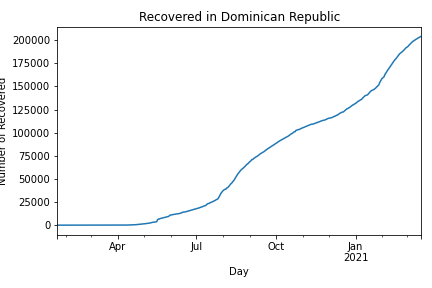 Recovered in Dominican Republic
200000
175000
150000
125000
100000
75000
50000
25000
0
Number of Recovered
Apr
Jul
Oct
Jan
2021
Day